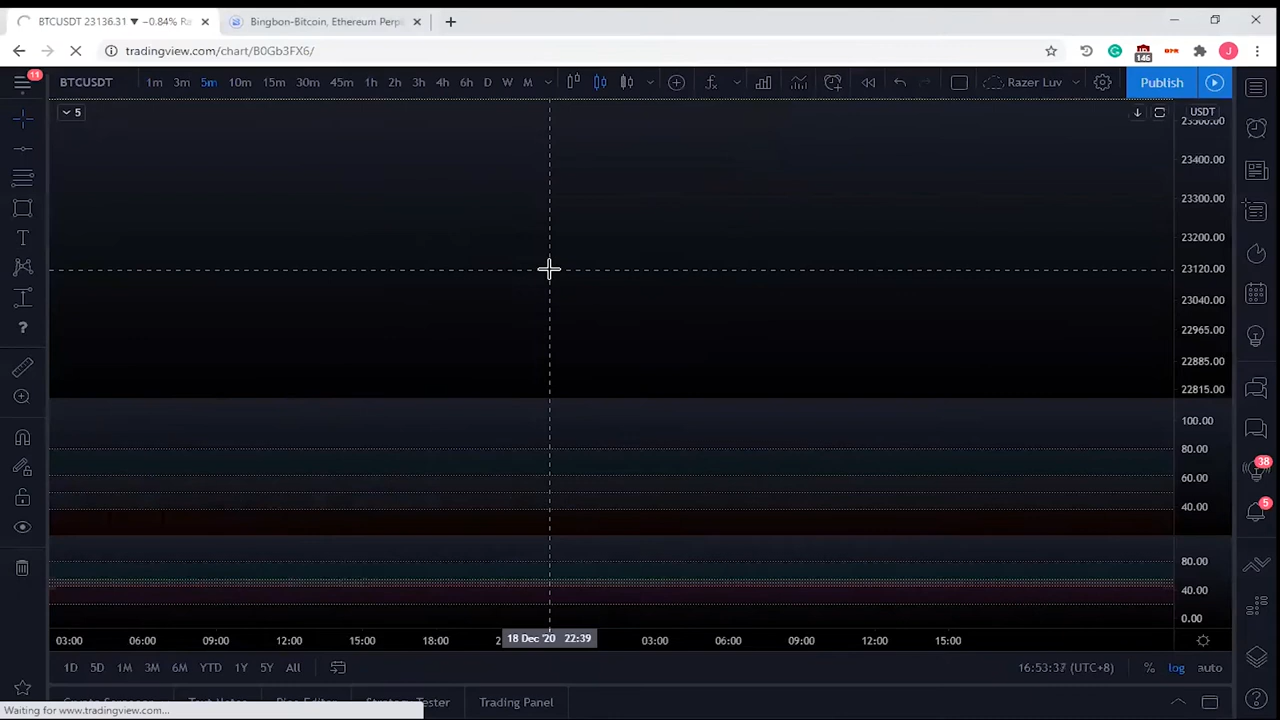 BTCUSDT 23136.31 ▼ −0.84% Ra
Bingbon-Bitcoin, Ethereum Perp
tradingview.com/chart/B0Gb3FX6/
146
J
11
BTCUSDT 1m 3m 5m 10m 15m 30m 45m 1h 2h 3h 4h 6h D W M
Razer Luv
Publish
5
USDT
23500.00
23400.00
23300.00
23200.00
23120.00
23040.00
22965.00
22885.00
22815.00
100.00
80.00
60.00
40.00
80.00
40.00
0.00
38
5
03:00 06:00 09:00 12:00 15:00 18:00 2 18 Dec '20 22:39 03:00 06:00 09:00 12:00 15:00
1D 5D 1M 3M 6M YTD 1Y 5Y All
16:53:37 (UTC+8) % log auto
Tester
Trading Panel
Waiting for www.tradingview.com...